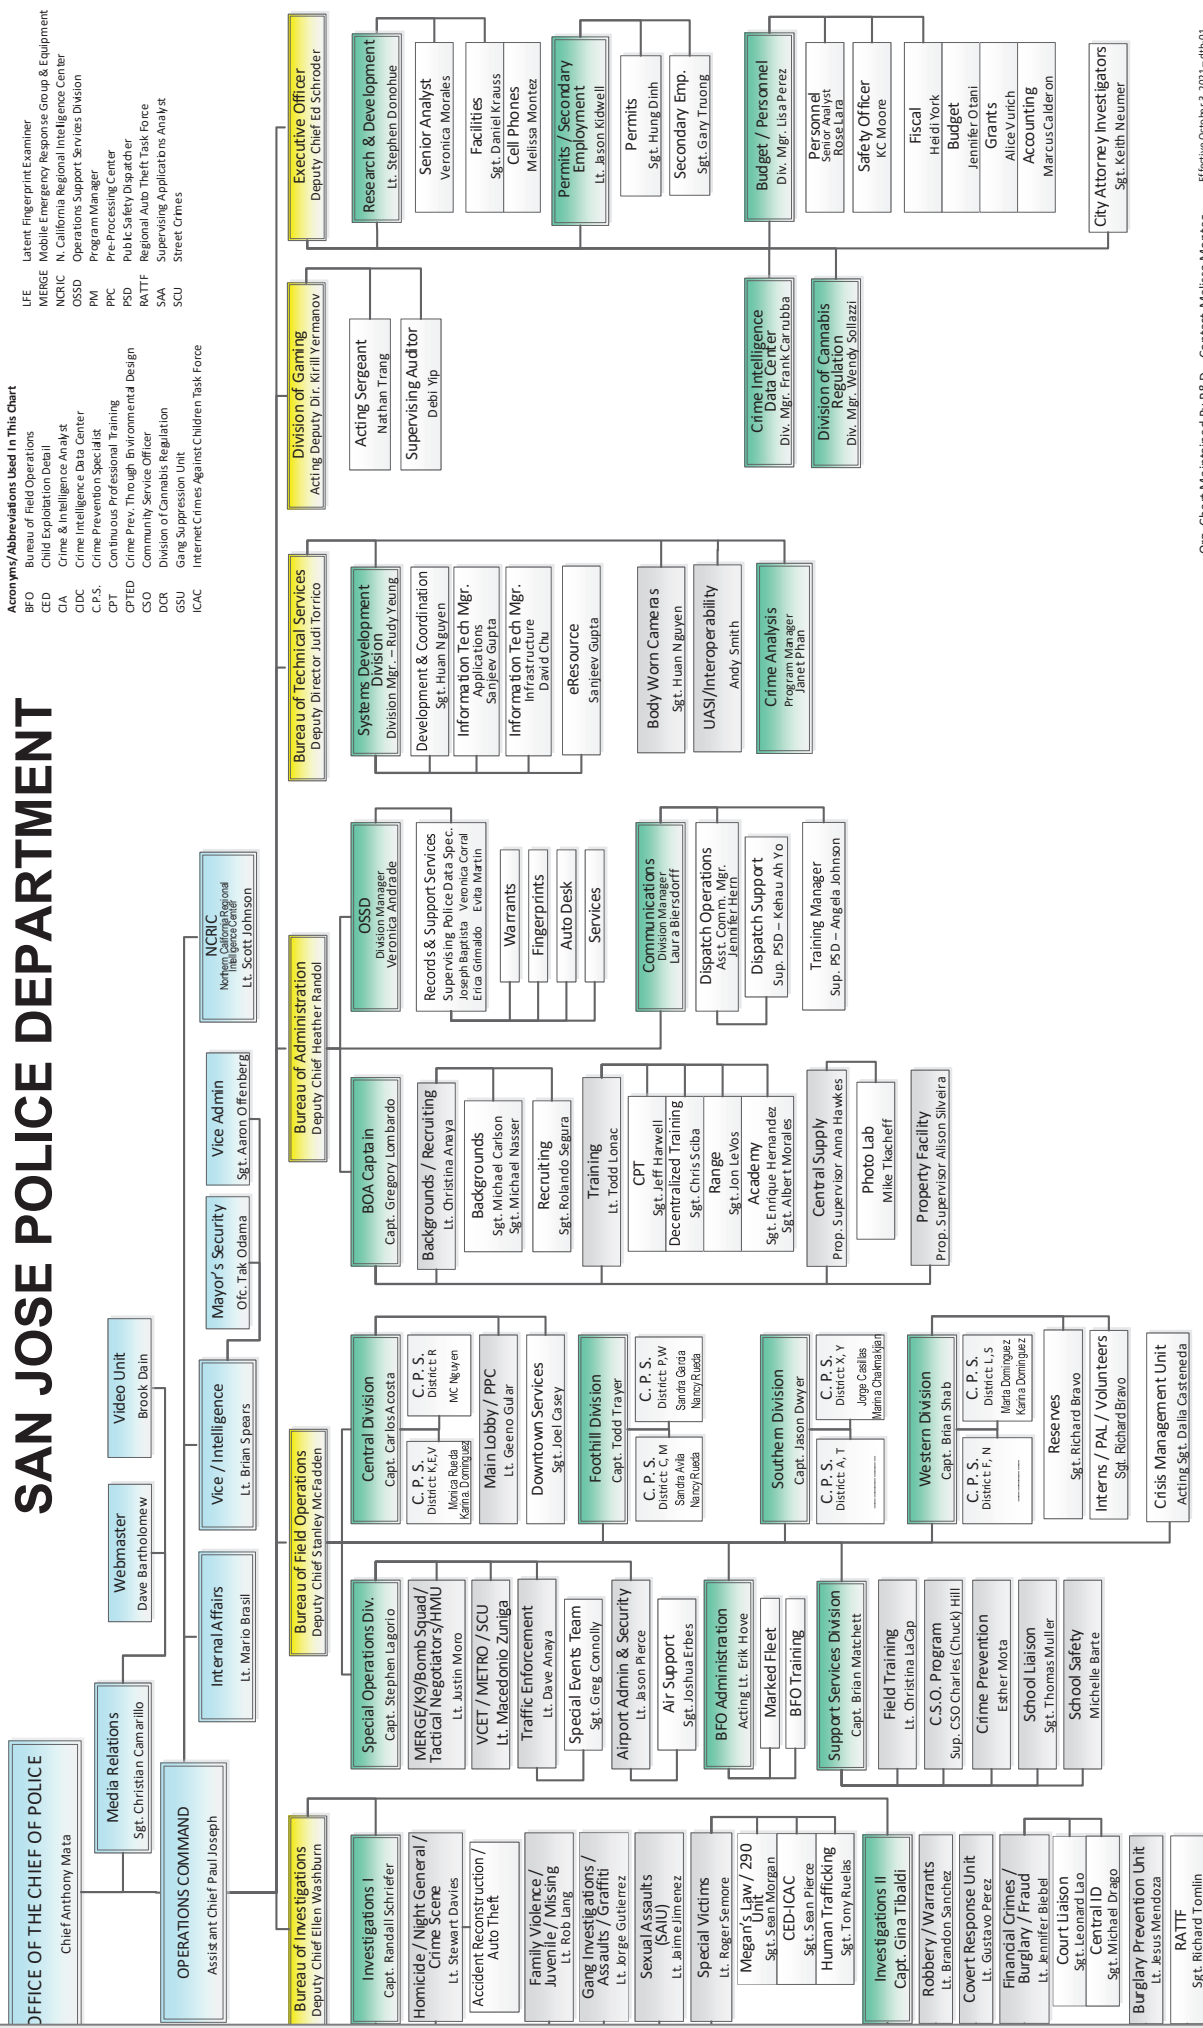 SAN JOSE POLICE DEPARTMENT
Acronyms/Abbreviations Used In This Chart
BFO Bureau of Field Operations
CED Child Exploitation Detail
CIA Crime & Intelligence Analyst
CIDC Crime Intelligence Data Center
C.P.S. Crime Prevention Specialist
CPT Continuous Professional Training
CPTED Crime Prev. Through Environmental Design
CSO Community Service Officer
DCR Division of Cannabis Regulation
GSU Gang Suppression Unit
ICAC Internet Crimes Against Children Task Force
LFE Latent Fingerprint Examiner
MERGE Mobile Emergency Response Group & Equipment
NCRIC N. California Regional Intelligence Center
OSSD Operations Support Services Division
PM Program Manager
PPC Pre-Processing Center
PSD Public Safety Dispatcher
RATTF Regional Auto Theft Task Force
SAA Supervising Applications Analyst
SCU Street Crimes
OFFICE OF THE CHIEF OF POLICE
Chief Anthony Mata
Media Relations
Sgt. Christian Camarillo
Webmaster
Dave Bartholomew
Video Unit
Brook Dain
OPERATIONS COMMAND
Assistant Chief Paul Joseph
Internal Affairs
Lt. Mario Brasil
Vice / Intelligence
Lt. Brian Spears
Mayor's Security
Ofc. Tak Odama
Vice Admin
Sgt. Aaron Offenberg
NCRIC
Northern California Regional
Intelligence Center
Lt. Scott Johnson
Bureau of Investigations
Deputy Chief Ellen Washburn
Investigations I
Capt. Randall Schriefer
Homicide / Night General /
Crime Scene
Lt. Stewart Davies
Accident Reconstruction /
Auto Theft
Family Violence /
Juvenile / Missing
Lt. Rob Lang
Gang Investigations /
Assaults / Graffiti
Lt. Jorge Gutierrez
Sexual Assaults
(SAIU)
Lt. Jaime Jimenez
Special Victims
Lt. Roger Semore
Megan's Law / 290
Unit
Sgt. Sean Morgan
CED-ICAC
Sgt. Sean Pierce
Human Trafficking
Sgt. Tony Ruelas
Investigations II
Capt. Gina Tibaldi
Robbery / Warrants
Lt. Brandon Sanchez
Covert Response Unit
Lt. Gustavo Perez
Financial Crimes /
Burglary / Fraud
Lt. Jennifer Biebel
Court Liaison
Sgt. Leonard Lao
Central ID
Sgt. Michael Drago
Burglary Prevention Unit
Lt. Jesus Mendoza
RATTF
Sgt. Richard Tomlin
Bureau of Field Operations
Deputy Chief Stanley McFadden
Special Operations Div.
Capt. Stephen Lagorio
MERGE/K9/Bomb Squad/
Tactical Negotiators/HMU
Lt. Justin Moro
VCET / METRO / SCU
Lt. Macedonio Zuniga
Traffic Enforcement
Lt. Dave Anaya
Special Events Team
Sgt. Greg Connolly
Airport Admin & Security
Lt. Jason Pierce
Air Support
Sgt. Joshua Erbes
BFO Administration
Acting Lt. Erik Hove
Marked Fleet
BFO Training
Support Services Division
Capt. Brian Matchett
Field Training
Lt. Christina LaCap
C.S.O. Program
Sup. CSO Charles (Chuck) Hill
Crime Prevention
Esther Mota
School Liaison
Sgt. Thomas Muller
School Safety
Michelle Barte
Central Division
Capt. Carlos Acosta
C. P. S.
District: K,E,V
Monica Rueda
Karina. Dominguez
C. P. S.
District: R
MC Nguyen
Main Lobby / PPC
Lt. Geeno Gular
Downtown Services
Sgt. Joel Casey
Foothill Division
Capt. Todd Trayer
C. P. S.
District: C, M
Sandra Avila
Nancy Rueda
C. P. S.
District: P,W
Sandra Garda
Nancy Rueda
Southern Division
Capt. Jason Dwyer
C. P. S.
District A, T
C. P. S.
District: X, Y
Jorge Casillas
Marina Chakmakjian
Western Division
Capt. Brian Shab
C. P. S.
District: F, N
C. P. S.
District: L,S
Marta Dominguez
Karina Dominguez
Reserves
Sgt. Richard Bravo
Interns / PAL / Volunteers
Sgt. Richard Bravo
Crisis Management Unit
Acting Sgt. Dalia Casteneda
Bureau of Administration
Deputy Chief Heather Randol
BOA Captain
Capt. Gregory Lombardo
Backgrounds / Recruiting
Lt. Christina Anaya
Backgrounds
Sgt. Michael Carlson
Sgt. Michael Nasser
Recruiting
Sgt. Rolando Segura
Training
Lt. Todd Lonac
CPT
Sgt. Jeff Harwell
Decentralized Training
Sgt. Chris Sciba
Range
Sgt. Jon LeVos
Academy
Sgt. Enrique Hernandez
Sgt. Albert Morales
Central Supply
Prop. Supervisor Anna Hawkes
Photo Lab
Mike Tkacheff
Property Facility
Prop. Supervisor Alison Silveira
OSSD
Division Manager
Veronica Andrade
Records & Support Services
Supervising Police Data Spec.
Joseph Baptista Veronica Corral
Erica Grimaldo Evita Martin
Warrants
Fingerprints
Auto Desk
Services
Communications
Division Manager
Laura Biersdorff
Dispatch Operations
Asst. Comm. Mgr.
Jennifer Hern
Dispatch Support
Sup. PSD – Kehau Ah Yo
Training Manager
Sup. PSD – Angela Johnson
Bureau of Technical Services
Deputy Director Judi Torrico
Systems Development
Division
Division Mgr. – Rudy Yeung
Development & Coordination
Sgt. Huan Nguyen
Information Tech Mgr.
Applications
Sanjeev Gupta
Information Tech Mgr.
Infrastructure
David Chu
eResource
Sanjeev Gupta
Body Worn Cameras
Sgt. Huan Nguyen
UASI/Interoperability
Andy Smith
Crime Analysis
Program Manager
Janet Phan
Division of Gaming
Acting Deputy Dir. Kirill Yermanov
Acting Sergeant
Nathan Trang
Supervising Auditor
Debi Yip
Executive Officer
Deputy Chief Ed Schroder
Research & Development
Lt. Stephen Donohue
Senior Analyst
Veronica Morales
Facilities
Sgt. Daniel Krauss
Cell Phones
Melissa Montez
Permits / Secondary
Employment
Lt. Jason Kidwell
Permits
Sgt. Hung Dinh
Secondary Emp.
Sgt. Gary Truong
Budget / Personnel
Div. Mgr. Lisa Perez
Personnel
Senior Analyst
Rose Lara
Safety Officer
KC Moore
Fiscal
Heidi York
Budget
Jennifer Otani
Grants
Alice Vurich
Accounting
Marcus Calderon
Crime Intelligence
Data Center
Div. Mgr. Frank Carrubba
Division of Cannabis
Regulation
Div. Mgr. Wendy Sollazzi
City Attorney Investigators
Sgt. Keith Neumer